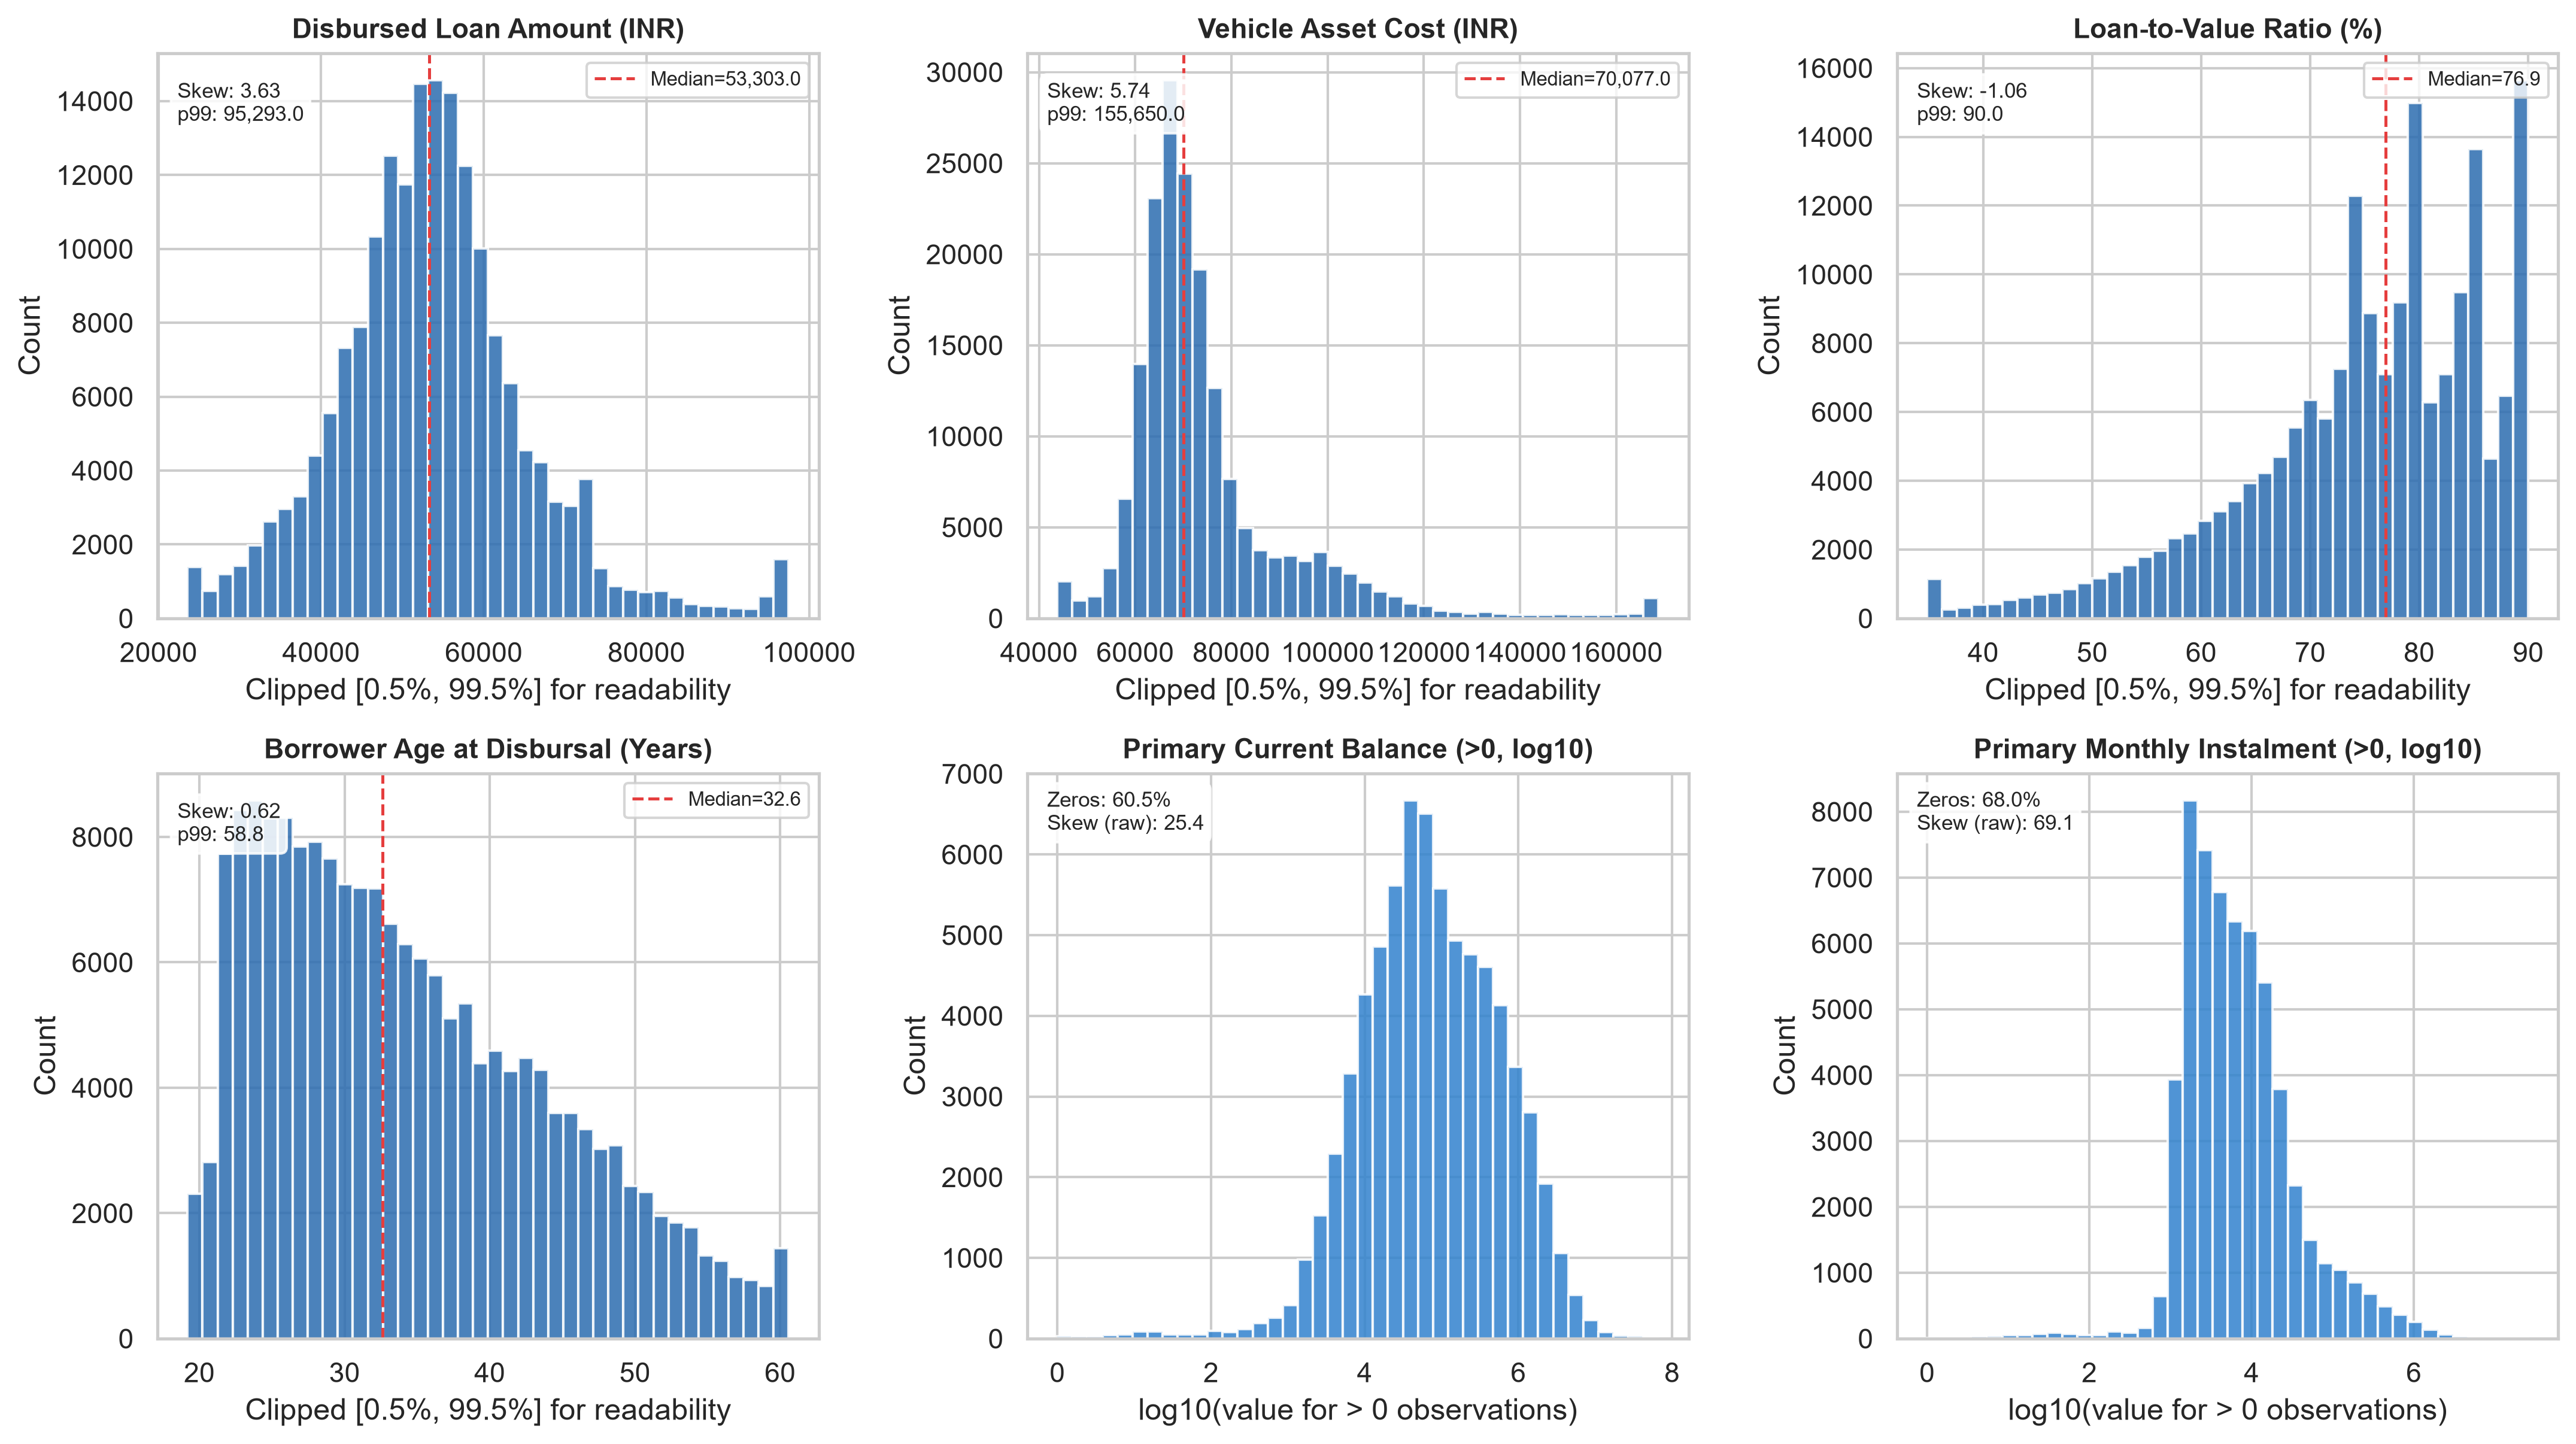 Disbursed Loan Amount (INR)
Skew: 3.63
p99: 95,293.0
Median=53,303.0
Count
14000
12000
10000
8000
6000
4000
2000
0
20000 40000 60000 80000 100000
Clipped [0.5%, 99.5%] for readability
Vehicle Asset Cost (INR)
Skew: 5.74
p99: 155,650.0
Median=70,077.0
Count
30000
25000
20000
15000
10000
5000
0
40000 60000 80000 100000 120000 140000 160000
Clipped [0.5%, 99.5%] for readability
Loan-to-Value Ratio (%)
Skew: -1.06
p99: 90.0
Median=76.9
Count
16000
14000
12000
10000
8000
6000
4000
2000
0
40 50 60 70 80 90
Clipped [0.5%, 99.5%] for readability
Borrower Age at Disbursal (Years)
Skew: 0.62
p99: 58.8
Median=32.6
Count
8000
6000
4000
2000
0
20 30 40 50 60
Clipped [0.5%, 99.5%] for readability
Primary Current Balance (>0, log10)
Zeros: 60.5%
Skew (raw): 25.4
Count
7000
6000
5000
4000
3000
2000
1000
0
0 2 4 6 8
log10(value for > 0 observations)
Primary Monthly Instalment (>0, log10)
Zeros: 68.0%
Skew (raw): 69.1
Count
8000
7000
6000
5000
4000
3000
2000
1000
0
0 2 4 6
log10(value for > 0 observations)